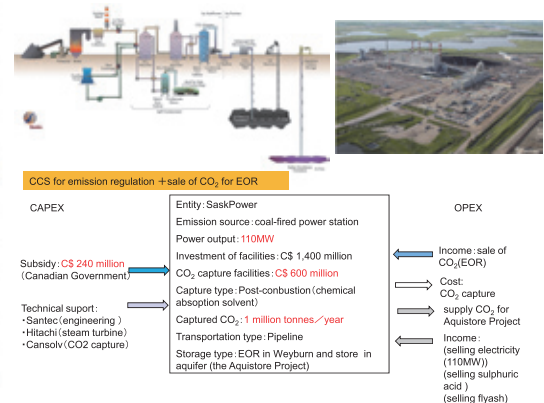 CCS for emission regulation ＋sale of CO2 for EOR
CAPEX
OPEX
Subsidy：C$ 240 million
（Canadian Government）
Technical suport：
・Santec（engineering ）
・Hitachi（steam turbine）
・Cansolv（CO2 capture）
Entity：SaskPower
Emission source：coal-fired power station
Power output：110MW
Investment of facilities：C$ 1,400 million
CO2 capture facilities：C$ 600 million
Capture type：Post-conbustion（chemical
absoption solvent）
Captured CO2：1 million tonnes／year
Transportation type：Pipeline
Storage type：EOR in Weyburn and store in
aquifer (the Aquistore Project)
Income：sale of
CO2(EOR)
Cost:
CO2 capture
supply CO2 for
Aquistore Project
Income：
(selling electricity
(110MW))
(selling sulphuric
acid )
(selling flyash)